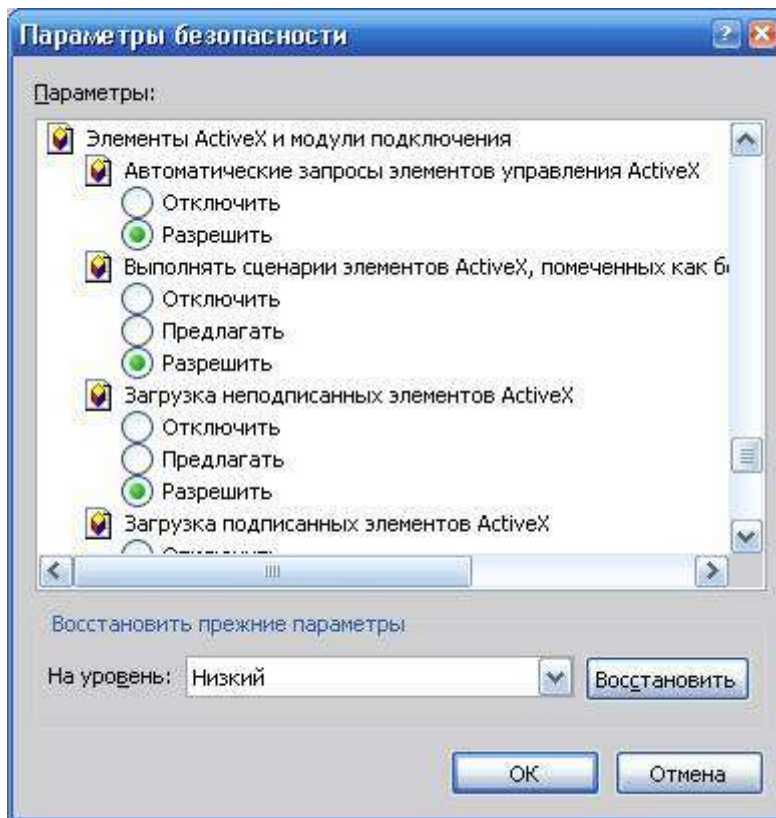 Параметры безопасности
Параметры:
Элементы ActiveX и модули подключения
Автоматические запросы элементов управления ActiveX
Отключить
Разрешить
Выполнять сценарии элементов ActiveX, помеченных как
Отключить
Предлагать
Разрешить
Загрузка неподписанных элементов ActiveX
Отключить
Предлагать
Разрешить
Загрузка подписанных элементов ActiveX
Восстановить прежние параметры
На уровень: Низкий Восстановить
ОК Отмена